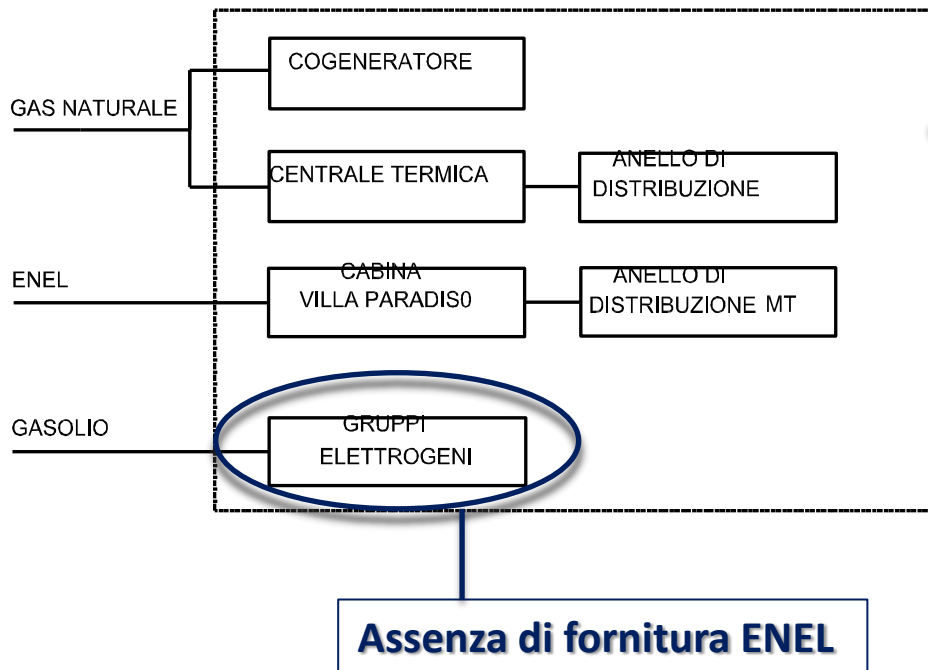 COGENERATORE
GAS NATURALE
CENTRALE TERMICA
ANELLO DI
DISTRIBUZIONE
ENEL
CABINA
VILLA PARADIS0
ANELLO DI
DISTRIBUZIONE MT
GASOLIO
GRUPPI
ELETTROGENI
Assenza di fornitura ENEL